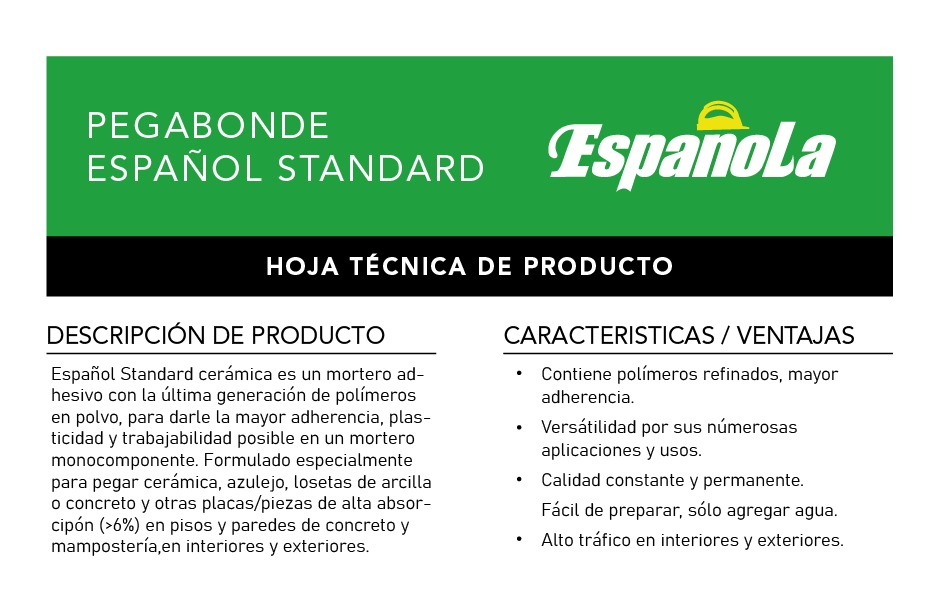 PEGABONDE
ESPAÑOL STANDARD
EspañoLa
HOJA TÉCNICA DE PRODUCTO
DESCRIPCIÓN DE PRODUCTO
Español Standard cerámica es un mortero ad-
hesivo con la última generación de polímeros
en polvo, para darle la mayor adherencia, plas-
ticidad y trabajabilidad posible en un mortero
monocomponente. Formulado especialmente
para pegar cerámica, azulejo, losetas de arcilla
o concreto y otras placas/piezas de alta absor-
cipón (>6%) en pisos y paredes de concreto y
mampostería,en interiores y exteriores.
CARACTERISTICAS / VENTAJAS
• Contiene polímeros refinados, mayor
adherencia.
• Versátilidad por sus númerosas
aplicaciones y usos.
• Calidad constante y permanente.
Fácil de preparar, sólo agregar agua.
• Alto tráfico en interiores y exteriores.